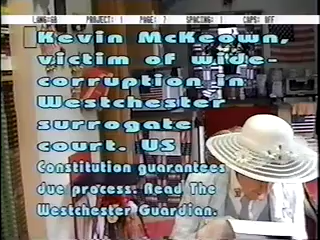 LANG:GB PROJECT: 1 PAGE: 7 SPACING: 1 CAPS: OFF
Kevin McKeown,
victim of wide-
corruption in
Westchester
surrogate
court. US
Constitution guarantees
due process. Read The
Westchester Guardian.